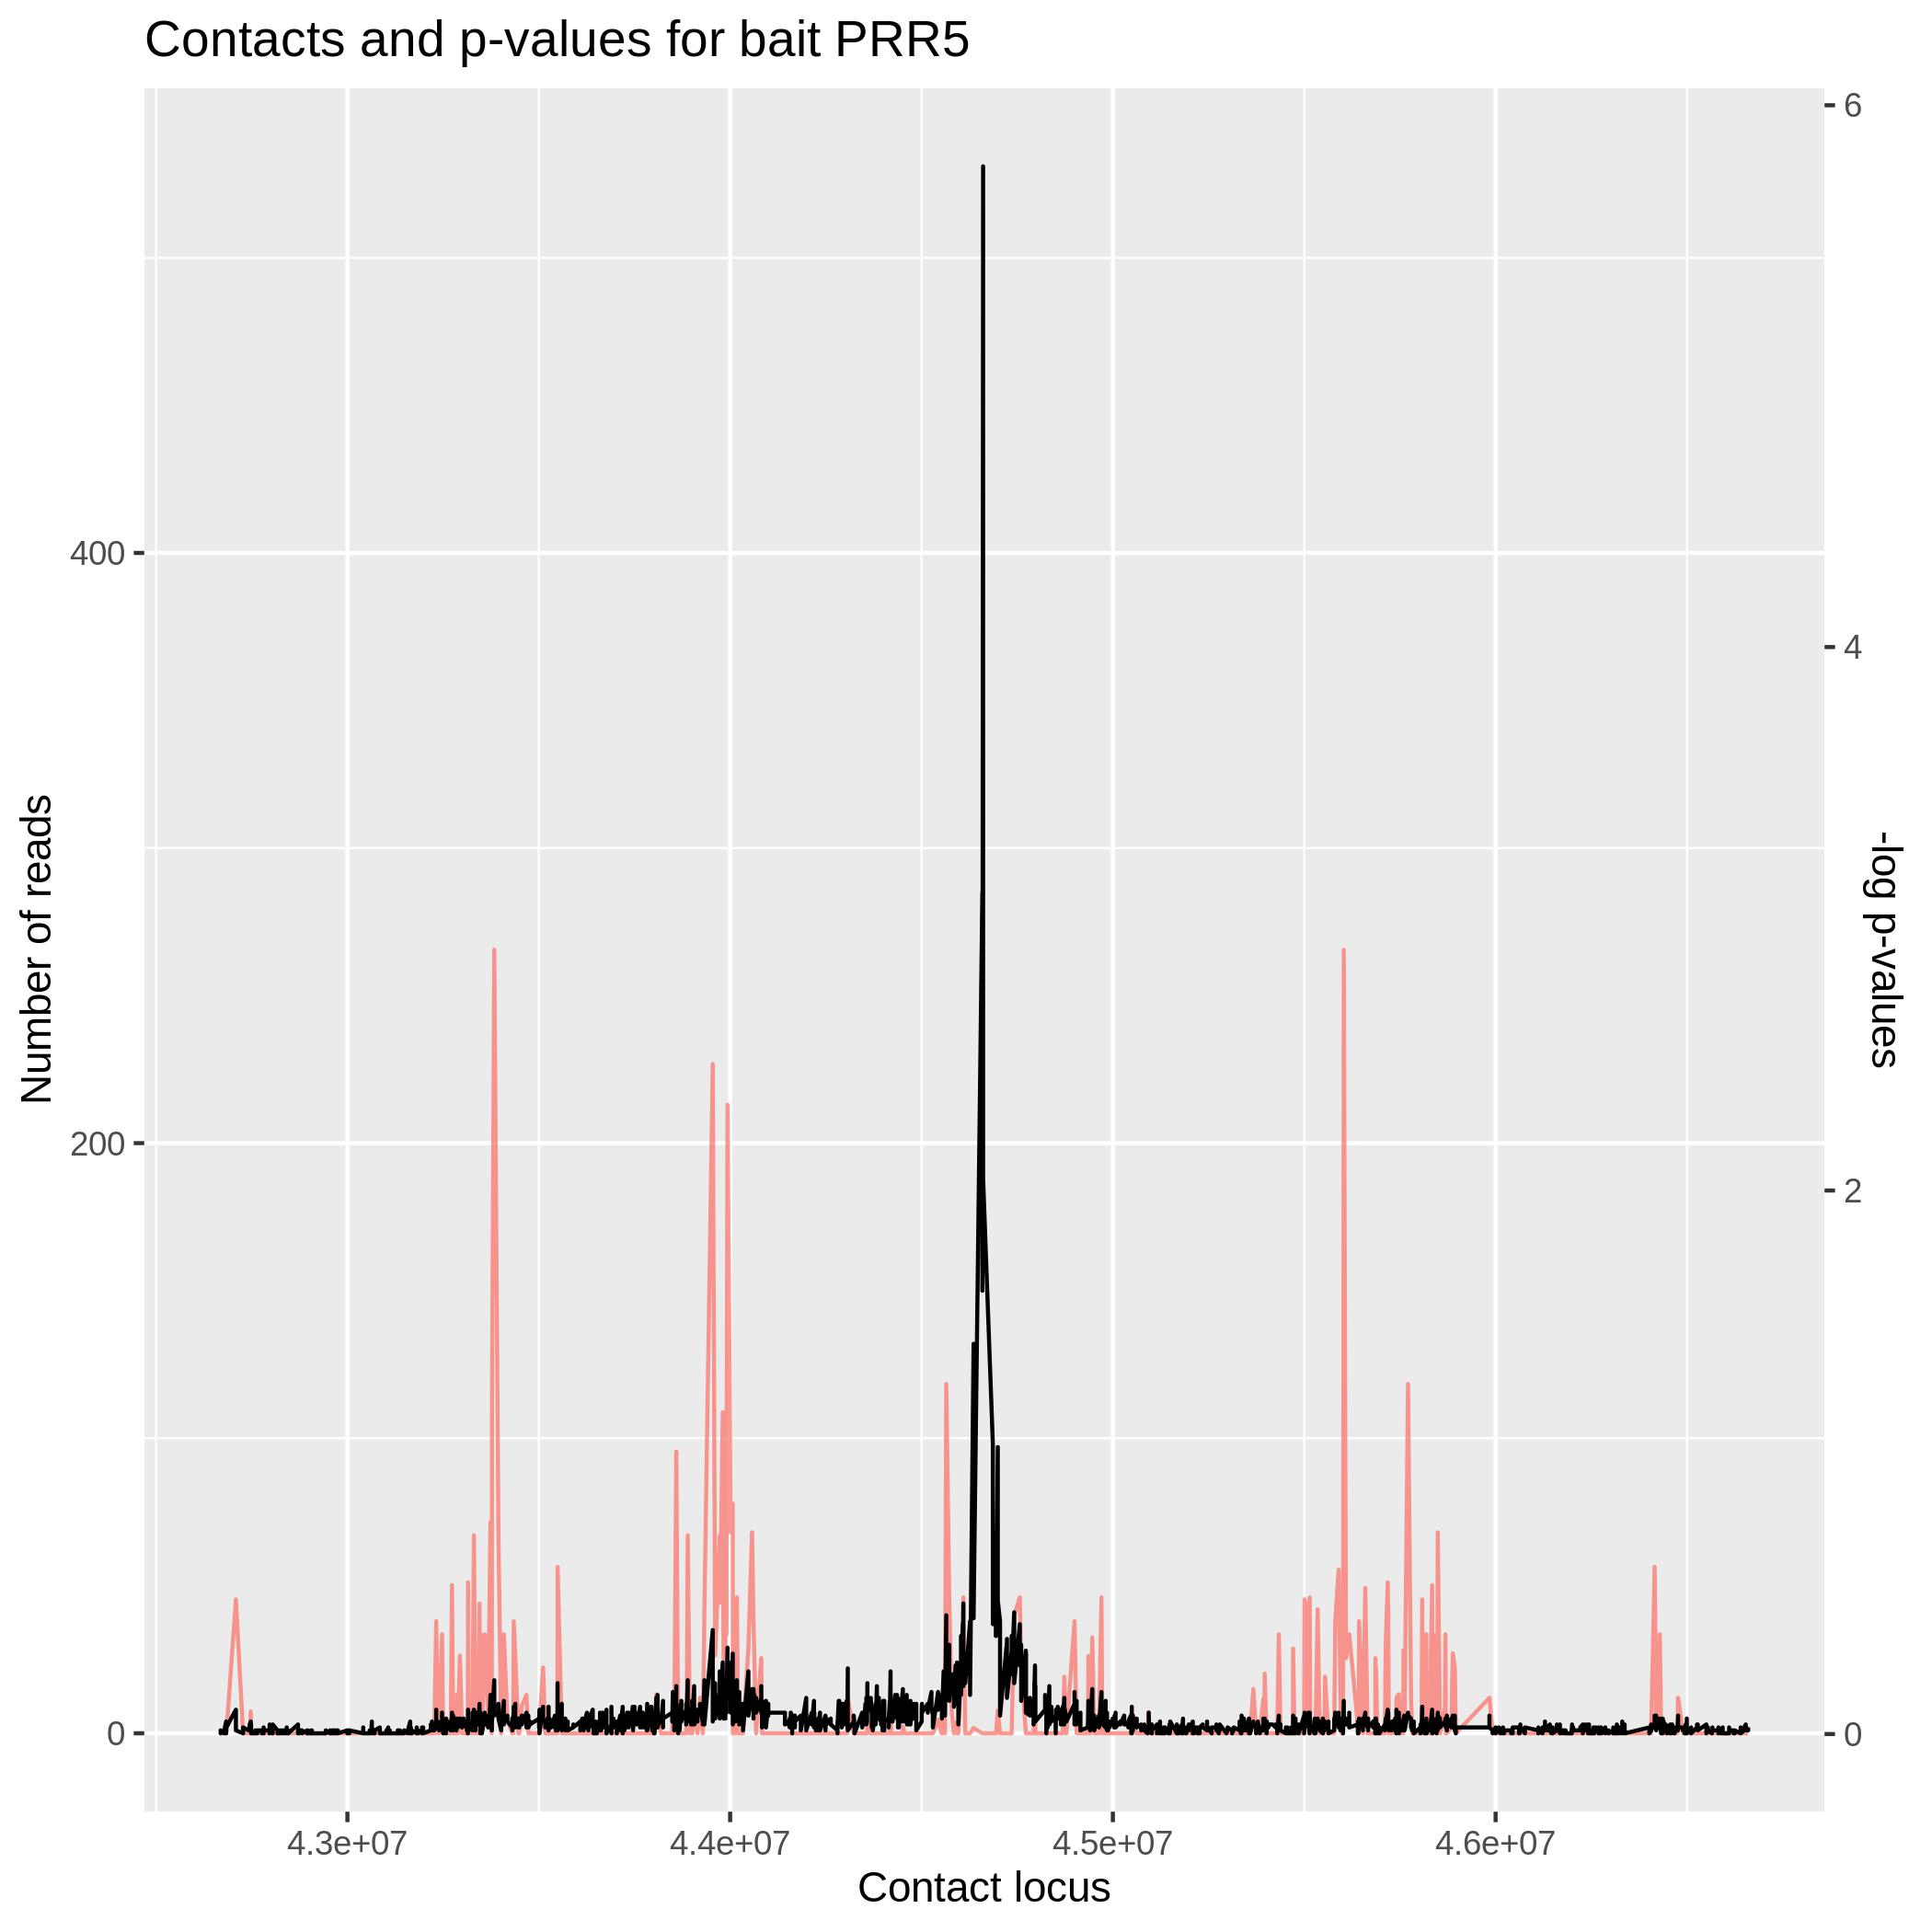 Contacts and p-values for bait PRR5
Number of reads
400
200
0
6
4
2
0
-log p-values
4.3e+07
4.4e+07
4.5e+07
4.6e+07
Contact locus